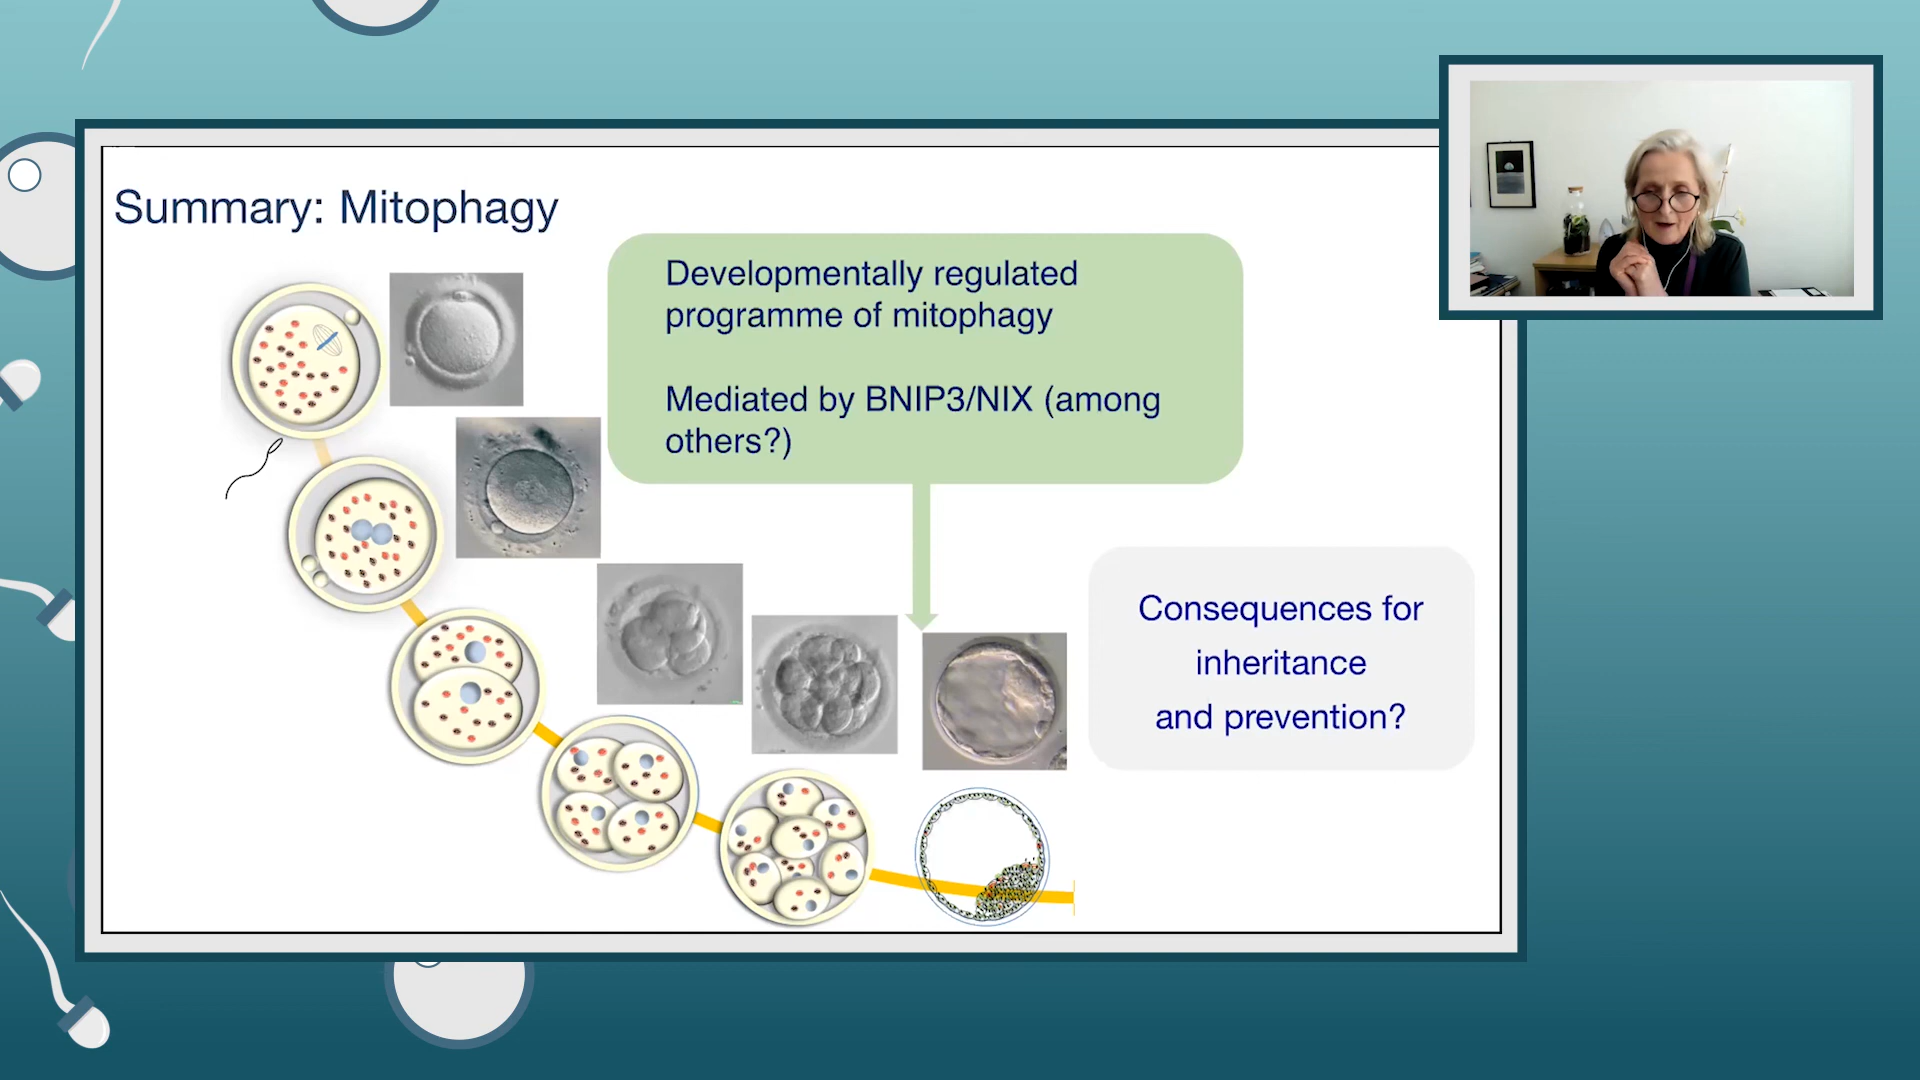 Summary: Mitophagy
Developmentally regulated
programme of mitophagy
Mediated by BNIP3/NIX (among
others?)
Consequences for
inheritance
and prevention?